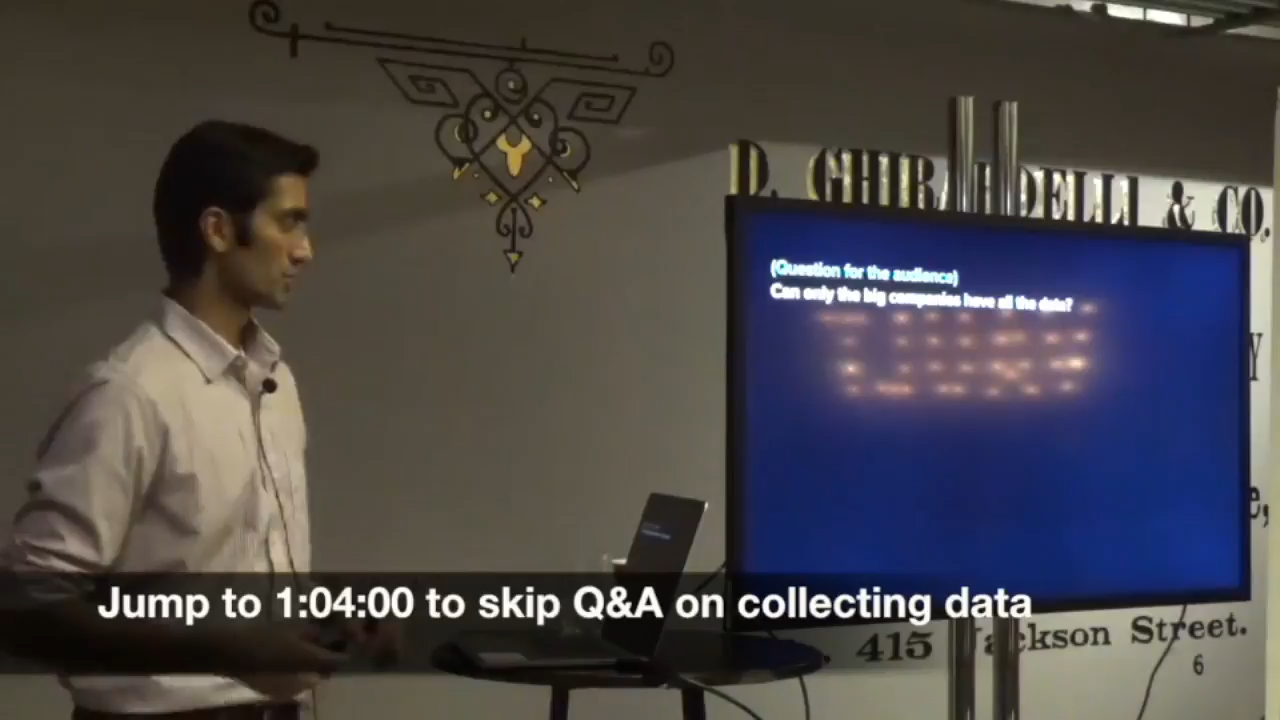 D. GHIRARDELLI & CO.
(Question for the audience)
Can only the big companies have all the data?
Jump to 1:04:00 to skip Q&A on collecting data
415 Jackson Street.
6